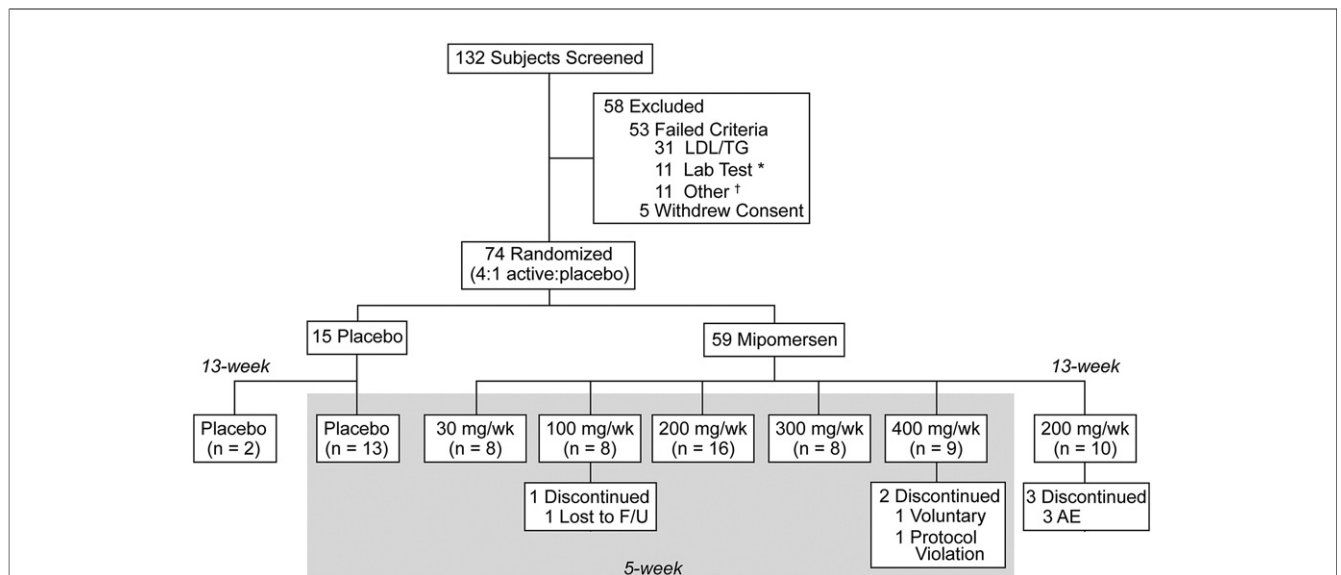 132 Subjects Screened
58 Excluded
53 Failed Criteria
31 LDL/TG
11 Lab Test *
11 Other †
5 Withdrew Consent
74 Randomized
(4:1 active:placebo)
15 Placebo
59 Mipomersen
13-week
13-week
Placebo
(n = 2)
Placebo
(n = 13)
30 mg/wk
(n = 8)
100 mg/wk
(n = 8)
200 mg/wk
(n = 16)
300 mg/wk
(n = 8)
400 mg/wk
(n = 9)
200 mg/wk
(n = 10)
1 Discontinued
1 Lost to F/U
2 Discontinued
1 Voluntary
1 Protocol
Violation
3 Discontinued
3 AE
5-week